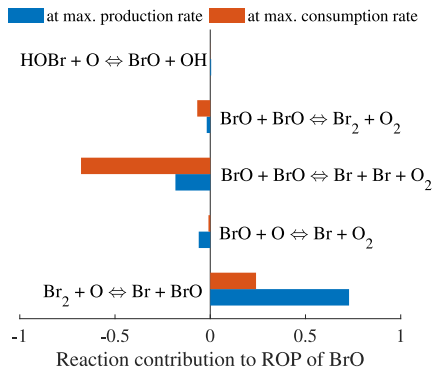 at max. production rate at max. consumption rate
HOBr + O ⇔ BrO + OH
BrO + BrO ⇔ Br₂ + O₂
BrO + BrO ⇔ Br + Br + O₂
BrO + O ⇔ Br + O₂
Br₂ + O ⇔ Br + BrO
-1 -0.5 0 0.5 1
Reaction contribution to ROP of BrO